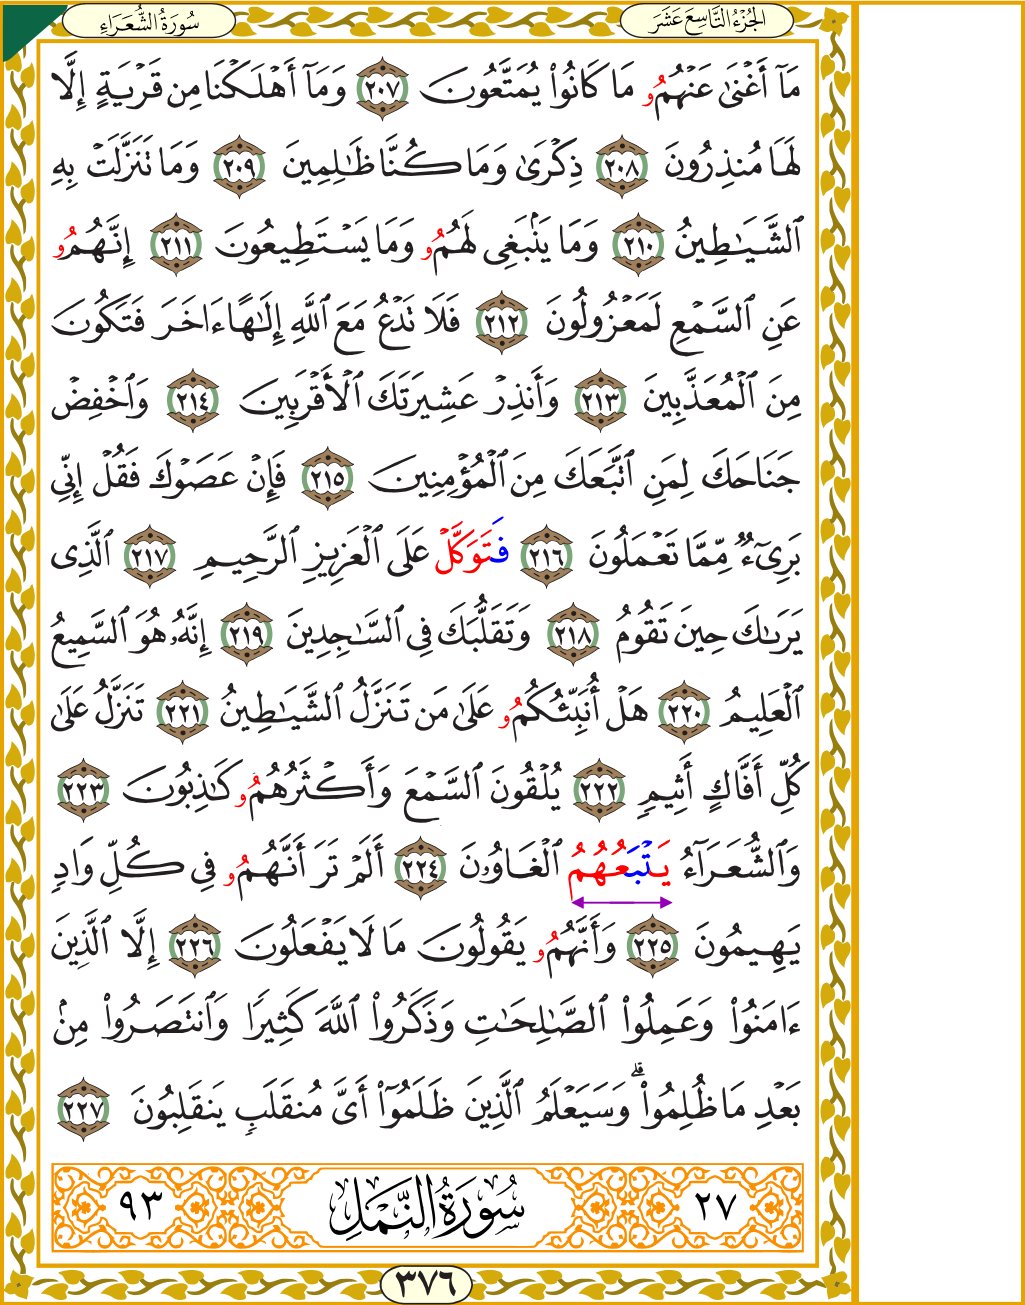 سُورَةُ الشُّعَرَاءِ
الجُزْءُ التَّاسِعَ عَشَرَ
مَآ أَغْنَىٰ عَنْهُمُو مَا كَانُوا۟ يُمَتَّعُونَ ٢٠٧ وَمَآ أَهْلَكْنَا مِن قَرْيَةٍ إِلَّا
لَهَا مُنذِرُونَ ٢٠٨ ذِكْرَىٰ وَمَا كُنَّا ظَٰلِمِينَ ٢٠٩ وَمَا تَنَزَّلَتْ بِهِ
ٱلشَّيَٰطِينُ ٢١٠ وَمَا يَنۢبَغِى لَهُمُو وَمَا يَسْتَطِيعُونَ ٢١١ إِنَّهُمُو
عَنِ ٱلسَّمْعِ لَمَعْزُولُونَ ٢١٢ فَلَا تَدْعُ مَعَ ٱللَّهِ إِلَٰهًا ءَاخَرَ فَتَكُونَ
مِنَ ٱلْمُعَذَّبِينَ ٢١٣ وَأَنذِرْ عَشِيرَتَكَ ٱلْأَقْرَبِينَ ٢١٤ وَٱخْفِضْ
جَنَاحَكَ لِمَنِ ٱتَّبَعَكَ مِنَ ٱلْمُؤْمِنِينَ ٢١٥ فَإِنْ عَصَوْكَ فَقُلْ إِنِّى
بَرِىٓءٌ مِّمَّا تَعْمَلُونَ ٢١٦ فَتَوَكَّلْ عَلَى ٱلْعَزِيزِ ٱلرَّحِيمِ ٢١٧ ٱلَّذِى
يَرَىٰكَ حِينَ تَقُومُ ٢١٨ وَتَقَلُّبَكَ فِى ٱلسَّٰجِدِينَ ٢١٩ إِنَّهُۥ هُوَ ٱلسَّمِيعُ
ٱلْعَلِيمُ ٢٢٠ هَلْ أُنَبِّئُكُمُو عَلَىٰ مَن تَنَزَّلُ ٱلشَّيَٰطِينُ ٢٢١ تَنَزَّلُ عَلَىٰ
كُلِّ أَفَّاكٍ أَثِيمٍ ٢٢٢ يُلْقُونَ ٱلسَّمْعَ وَأَكْثَرُهُمُو كَٰذِبُونَ ٢٢٣
وَٱلشُّعَرَآءُ يَتْبَعُهُمُ ٱلْغَاوُۥنَ ٢٢٤ أَلَمْ تَرَ أَنَّهُمُو فِى كُلِّ وَادٍ
يَهِيمُونَ ٢٢٥ وَأَنَّهُمُو يَقُولُونَ مَا لَا يَفْعَلُونَ ٢٢٦ إِلَّا ٱلَّذِينَ
ءَامَنُوا۟ وَعَمِلُوا۟ ٱلصَّٰلِحَٰتِ وَذَكَرُوا۟ ٱللَّهَ كَثِيرًا وَٱنتَصَرُوا۟ مِنۢ
بَعْدِ مَا ظُلِمُوا۟ ۗ وَسَيَعْلَمُ ٱلَّذِينَ ظَلَمُوٓا۟ أَىَّ مُنقَلَبٍ يَنقَلِبُونَ ٢٢٧
٢٧ سُورَةُ النَّمْلِ ٩٣
٣٧٦